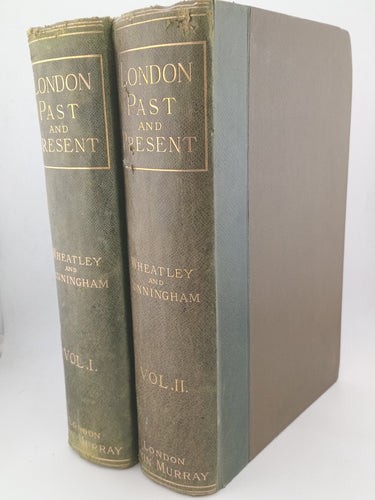 LONDON
PAST
AND
PRESENT
WHEATLEY
AND
CUNNINGHAM
VOL. I.
LONDON
MURRAY
LONDON
PAST
AND
PRESENT
WHEATLEY
AND
CUNNINGHAM
VOL. II.
LONDON
JOHN MURRAY